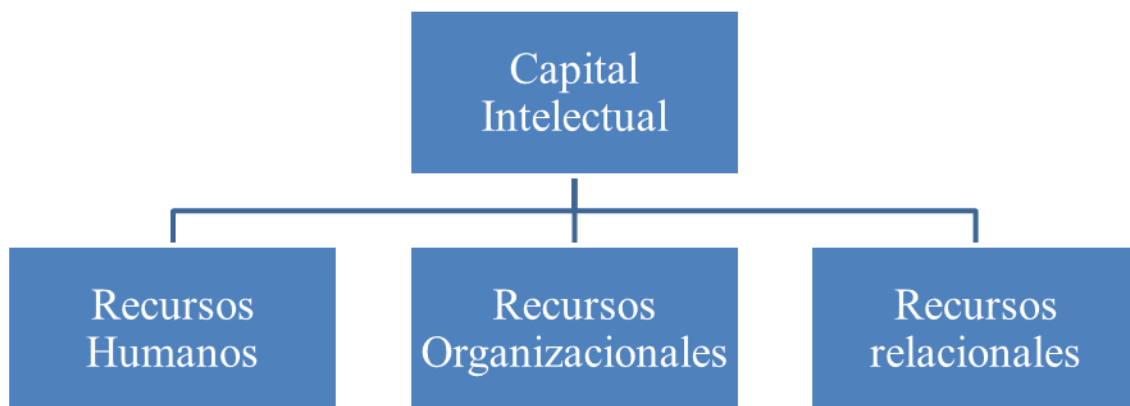 Capital
Intelectual
Recursos
Humanos
Recursos
Organizacionales
Recursos
relacionales